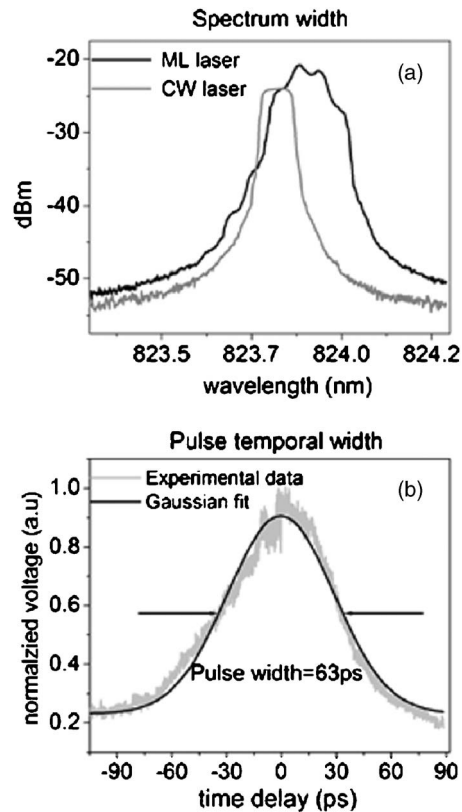 Spectrum width
-20
-30
-40
-50
dBm
ML laser
CW laser
(a)
823.5 823.7 824.0 824.2
wavelength (nm)
Pulse temporal width
1.0
0.8
0.6
0.4
0.2
normalzied voltage (a.u)
Experimental data
Gaussian fit
(b)
Pulse width=63ps
-90 -60 -30 0 30 60 90
time delay (ps)